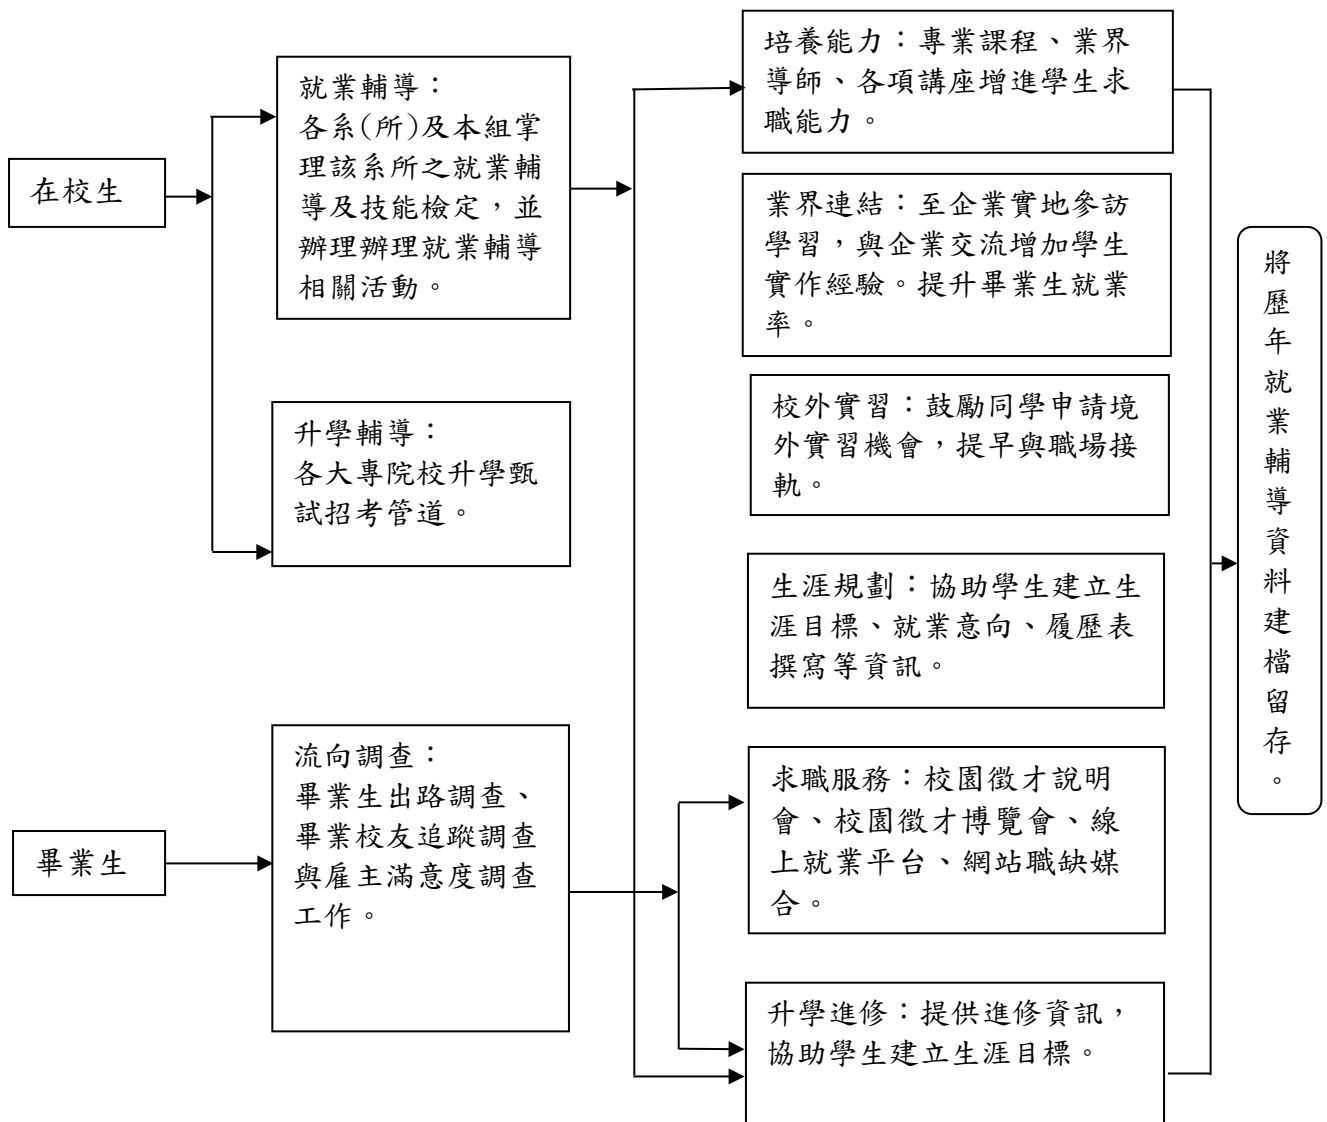 在校生
就業輔導：
各系(所)及本組掌
理該系所之就業輔
導及技能檢定，並
辦理辦理就業輔導
相關活動。
升學輔導：
各大專院校升學甄
試招考管道。
畢業生
流向調查：
畢業生出路調查、
畢業校友追蹤調查
與雇主滿意度調查
工作。
培養能力：專業課程、業界
導師、各項講座增進學生求
職能力。
業界連結：至企業實地參訪
學習，與企業交流增加學生
實作經驗。提升畢業生就業
率。
校外實習：鼓勵同學申請境
外實習機會，提早與職場接
軌。
生涯規劃：協助學生建立生
涯目標、就業意向、履歷表
撰寫等資訊。
求職服務：校園徵才說明
會、校園徵才博覽會、線
上就業平台、網站職缺媒
合。
升學進修：提供進修資訊，
協助學生建立生涯目標。
將歷年就業輔導資料建檔留存。